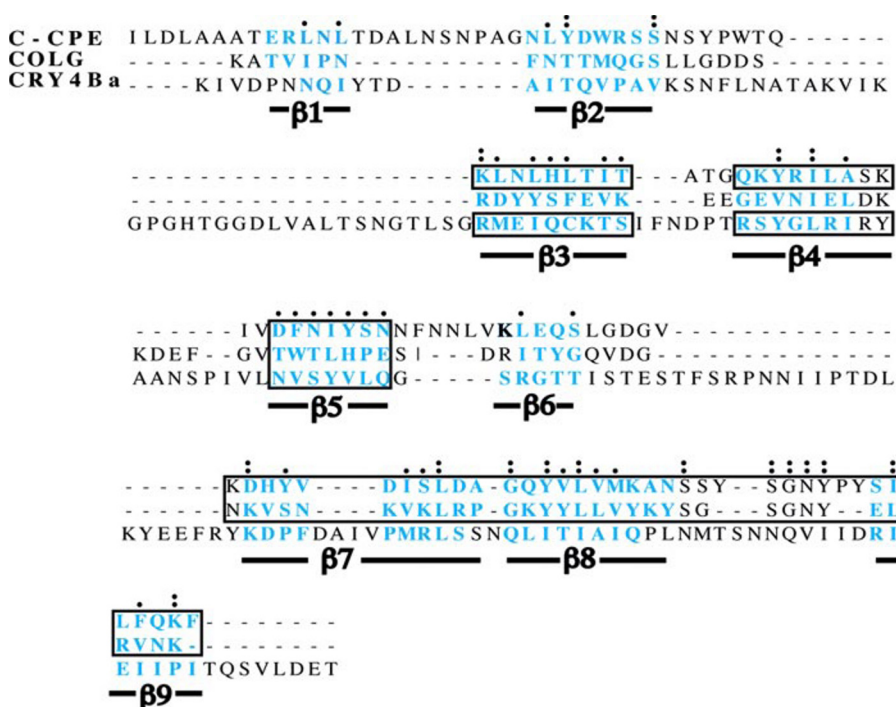 C-CPE ILDLAAATERLNLTDALNSNPAGNLYDWRSSNSYPWTQ------
COLG ------KATVIPN-----------FNTTMQGSLLGDDS-------
CRY4Ba ----KIVDPNNQIYTD-------AITQVPAVKSNFLNATAKVIK
β1 β2
--------------------KLNLHLTIT---ATGQKYRILASK
--------------------RDYYSFEVK----EEGEVNIELDK
GPGHTGGDLVALTSNGTLSGRMEIQCKTSIFNDPTRSYGLRIRY
β3 β4
------IVDFNIYSNNFNNLVKLEQSLGDGV-------------
KDEF--GVTWTLHPES|---DRITYGQVDG--------------
AANSPIVLNVSYVLQG-----SRGTTISTESTFSRPNNIIPTDL
β5 β6
------KDHYV----DISLDA-GQYVLVMKANSSY--SGNYPYSI
------NKVSN----KVKLRP-GKYYLLVYKYSG---SGNY--EL
KYEEFRYKDPFDAIVPMRLSSNQLITIAIQPLNMTSNNQVIIDRI
β7 β8
LFQKF--------
RVNK---------
EIIPITQSVLDET
β9